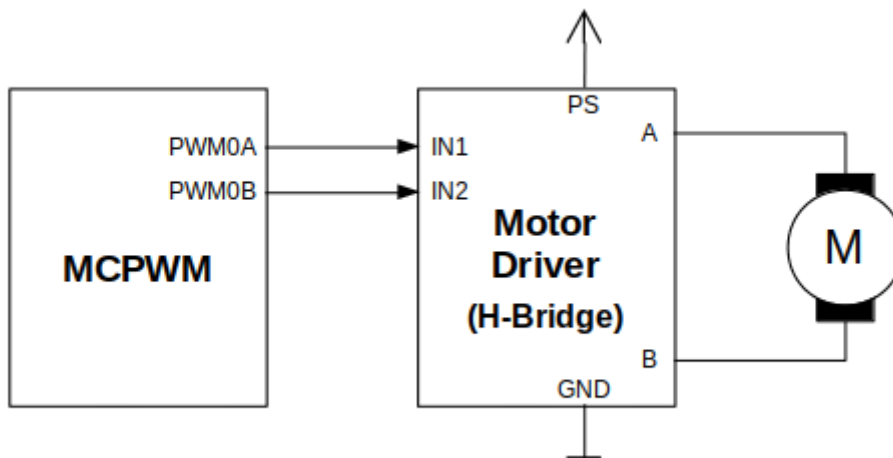 PS
A
PWM0A
IN1
PWM0B
IN2
Motor
Driver
(H-Bridge)
MCPWM
M
B
GND